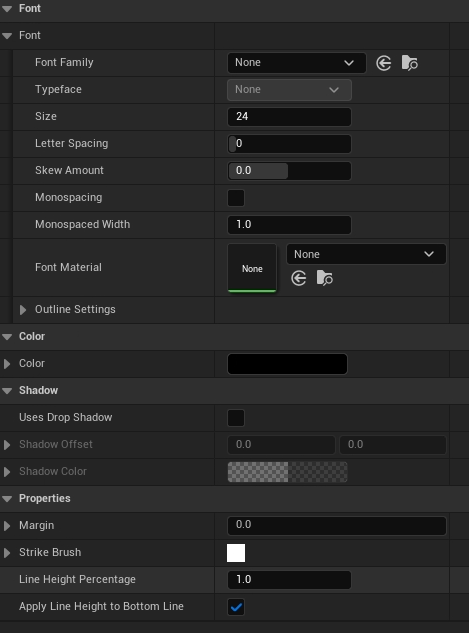 Font
Font
Font Family None
Typeface None
Size 24
Letter Spacing 0
Skew Amount 0.0
Monospacing
Monospaced Width 1.0
None
Font Material None
Outline Settings
Color
Color
Shadow
Uses Drop Shadow
Shadow Offset 0.0 0.0
Shadow Color
Properties
Margin 0.0
Strike Brush
Line Height Percentage 1.0
Apply Line Height to Bottom Line